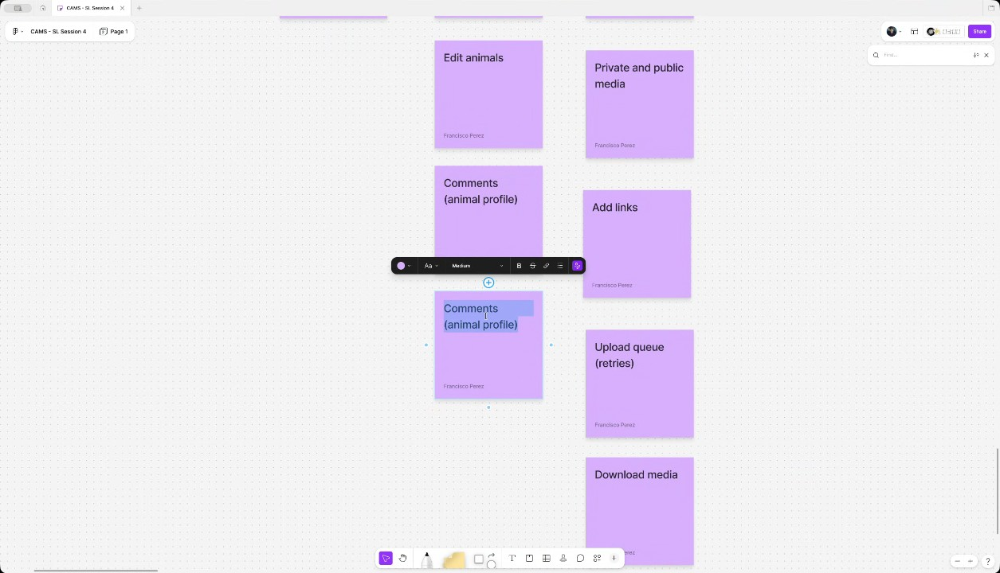 CAMS - SL Session 4
CAMS - SL Session 4
Page 1
Share
Find...
Edit animals
Francisco Perez
Private and public
media
Francisco Perez
Comments
(animal profile)
Add links
Francisco Perez
Aa
Medium
B
S
Comments
(animal profile)
Francisco Perez
Upload queue
(retries)
Francisco Perez
Download media
T
?